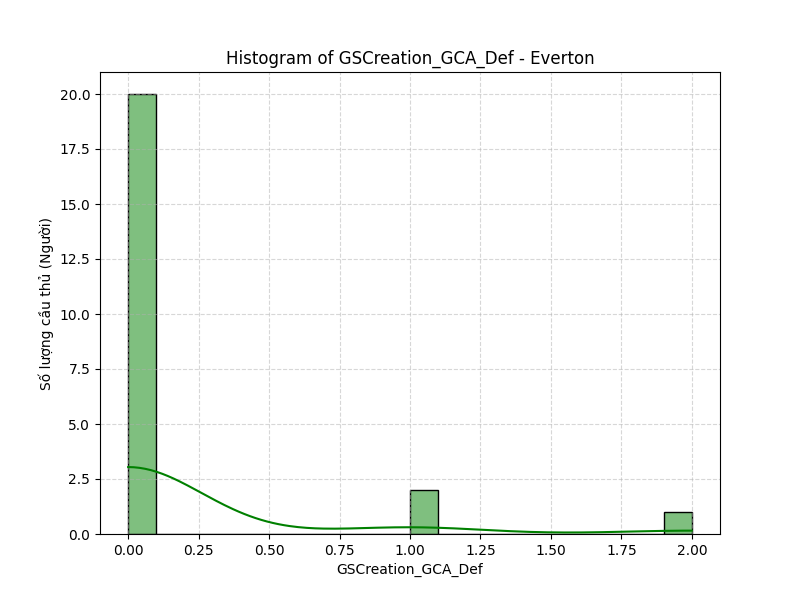 Histogram of GSCreation_GCA_Def - Everton
20.0
17.5
15.0
12.5
10.0
7.5
5.0
2.5
0.0
Số lượng cầu thủ (Người)
0.00 0.25 0.50 0.75 1.00 1.25 1.50 1.75 2.00
GSCreation_GCA_Def